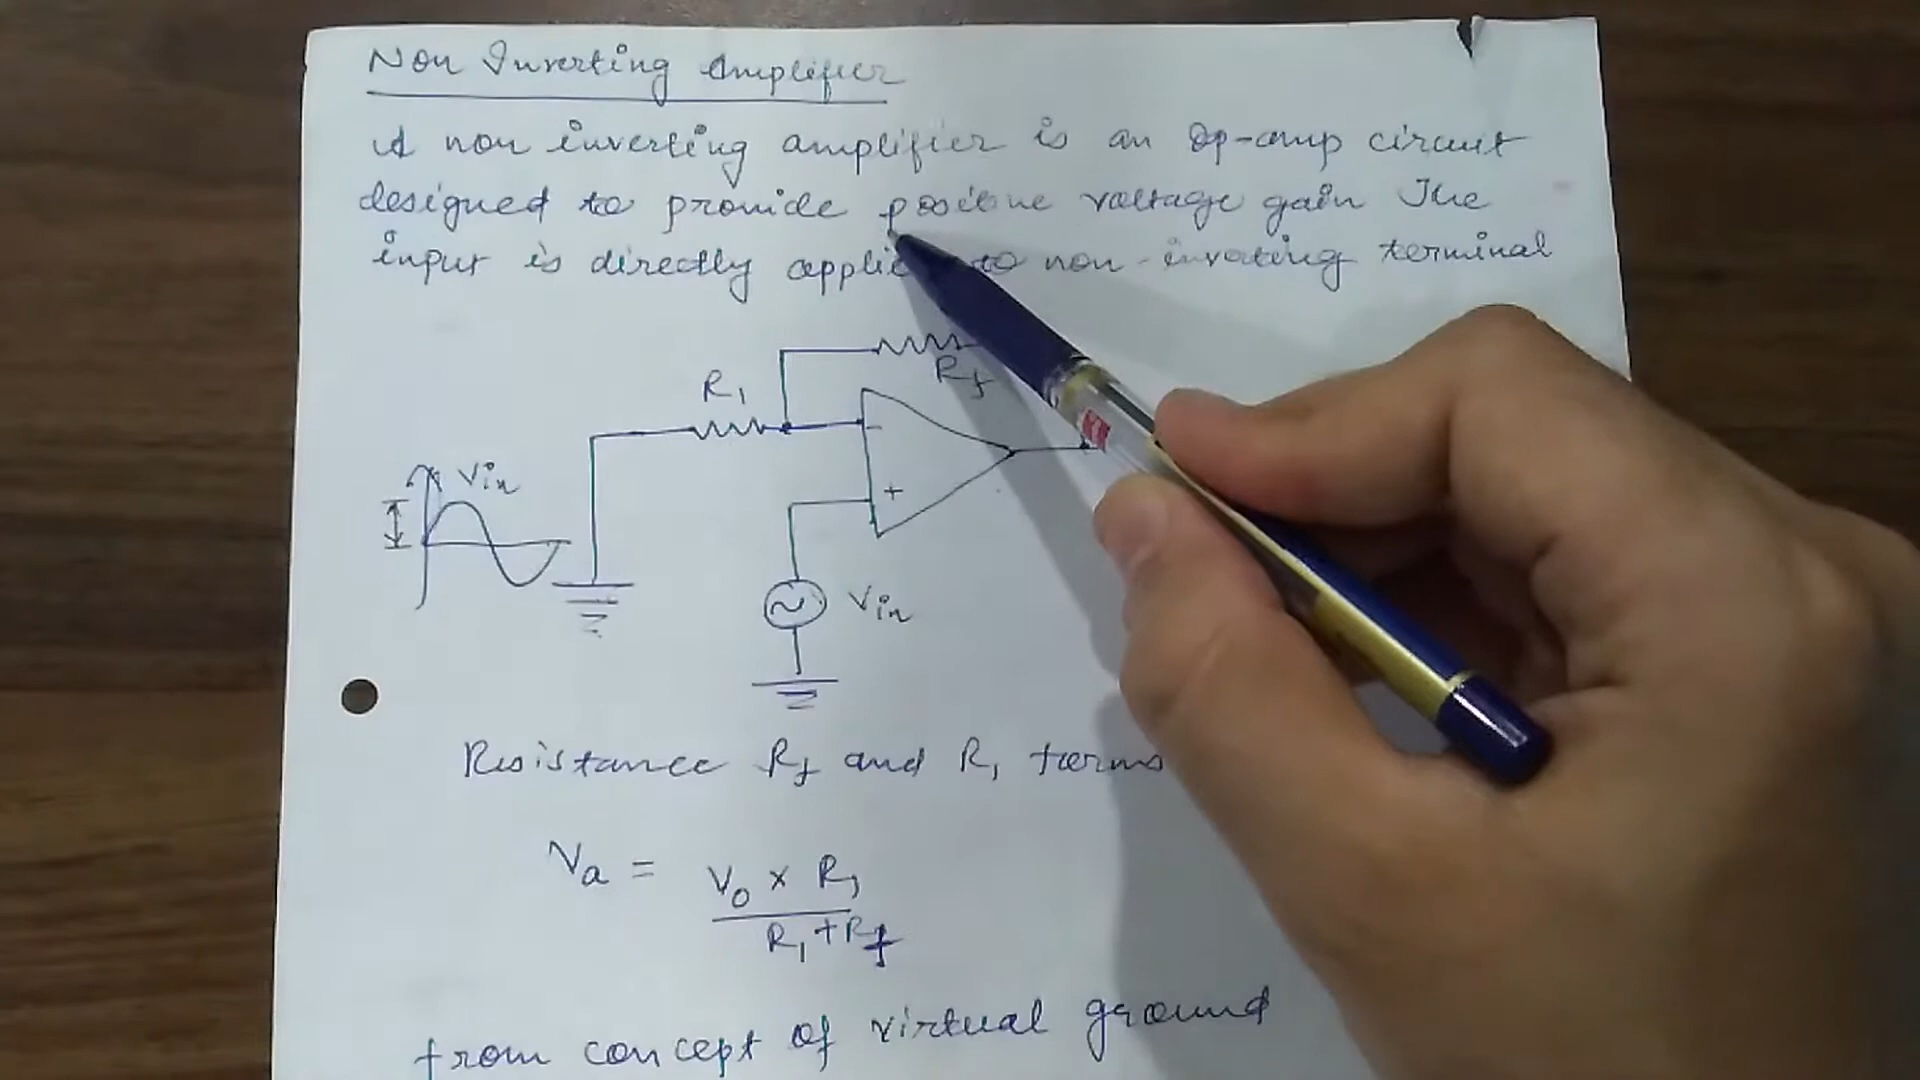 Non Inverting Amplifier
A non inverting amplifier is an Op-amp circuit
designed to provide positive voltage gain The
input is directly to non-inverting terminal
Rf
R1
-
Vin
+
Vin
Resistance Rf and R1
Va = V0 × R1
R1 + Rf
from concept of virtual ground